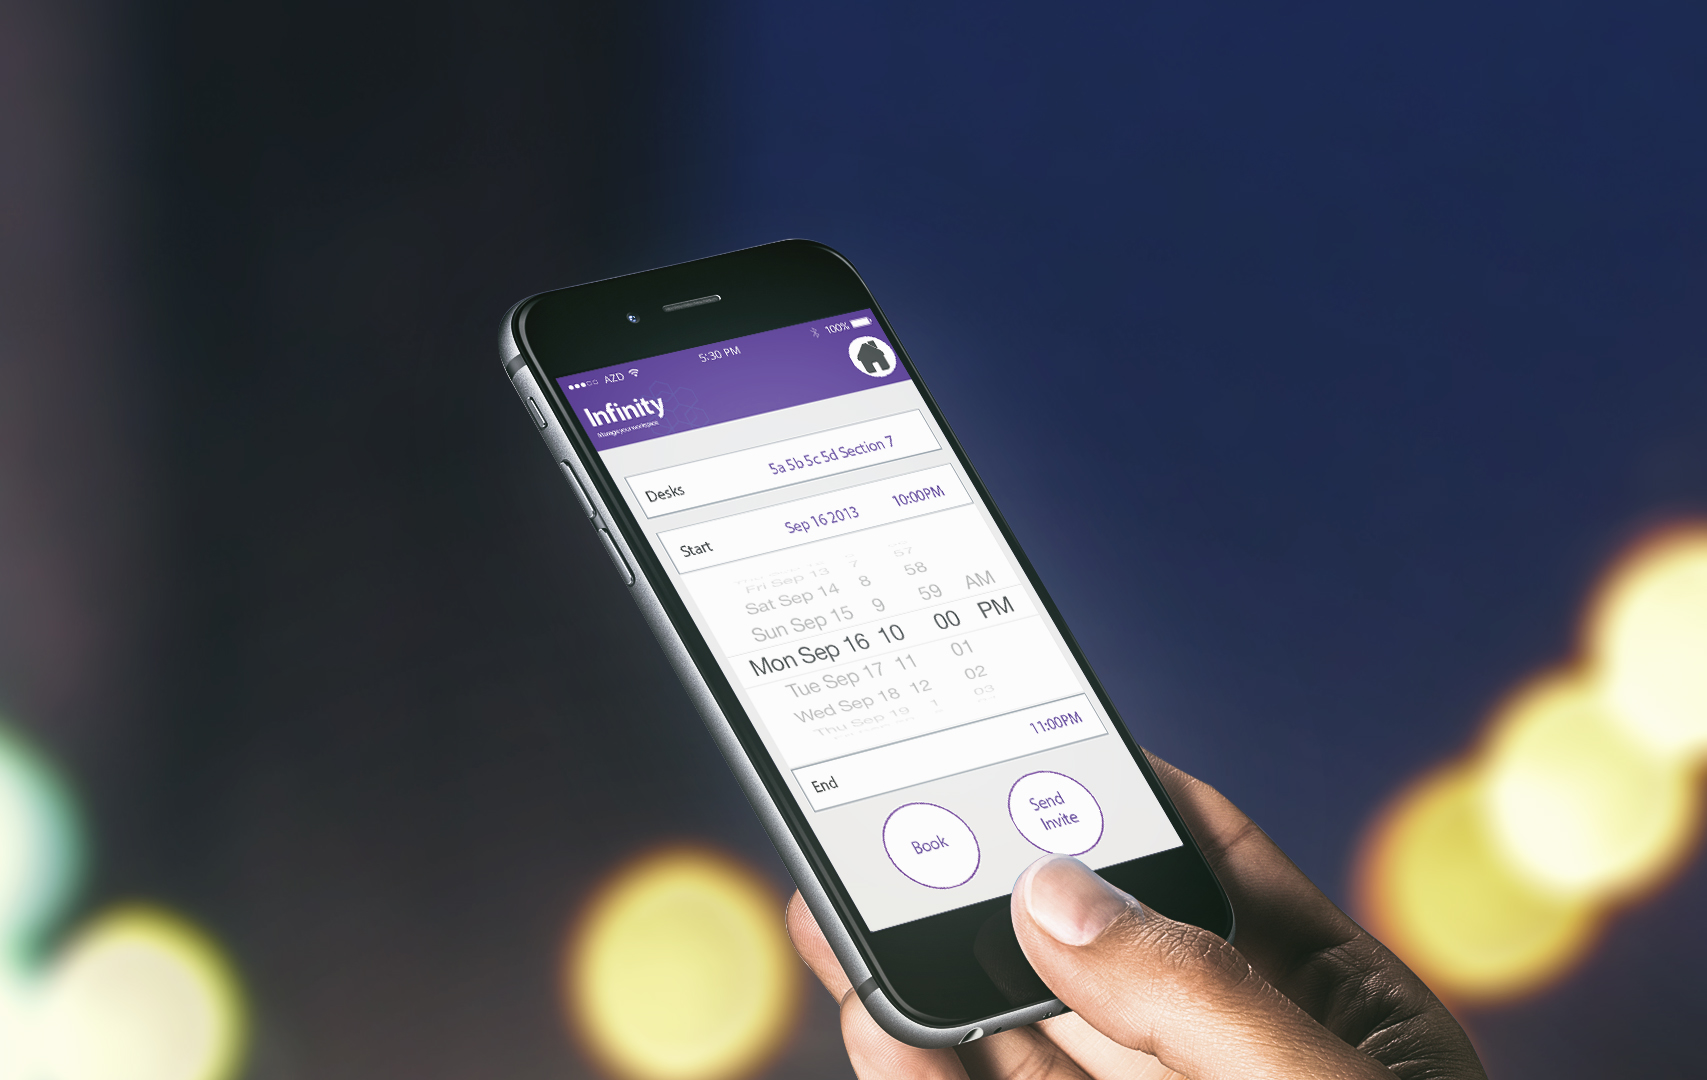 AZD
5:30 PM
100%
Infinity
Manage your workspace
Desks
5a 5b 5c 5d Section 7
Start
Sep 16 2013
10:00PM
57
Fri Sep 13 7
Sat Sep 14 8 58
Sun Sep 15 9 59 AM
Mon Sep 16 10 00 PM
Tue Sep 17 11 01
Wed Sep 18 12 02
Thu Sep 19 1 03
End
11:00PM
Book
Send
Invite